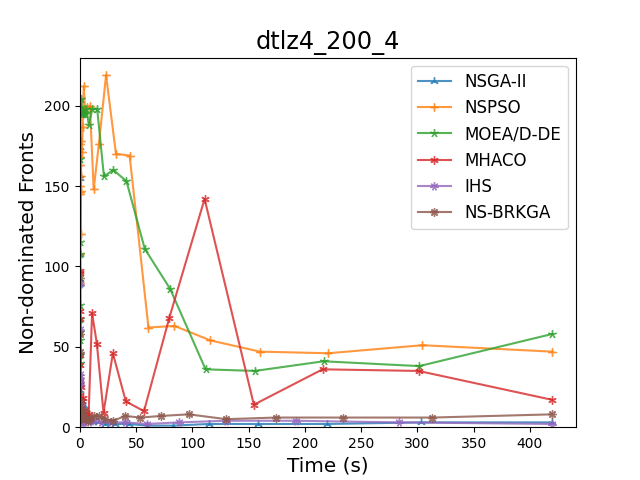 dtlz4_200_4
Non-dominated Fronts
200
150
100
50
0
0 50 100 150 200 250 300 350 400
Time (s)
NSGA-II
NSPSO
MOEA/D-DE
MHACO
IHS
NS-BRKGA